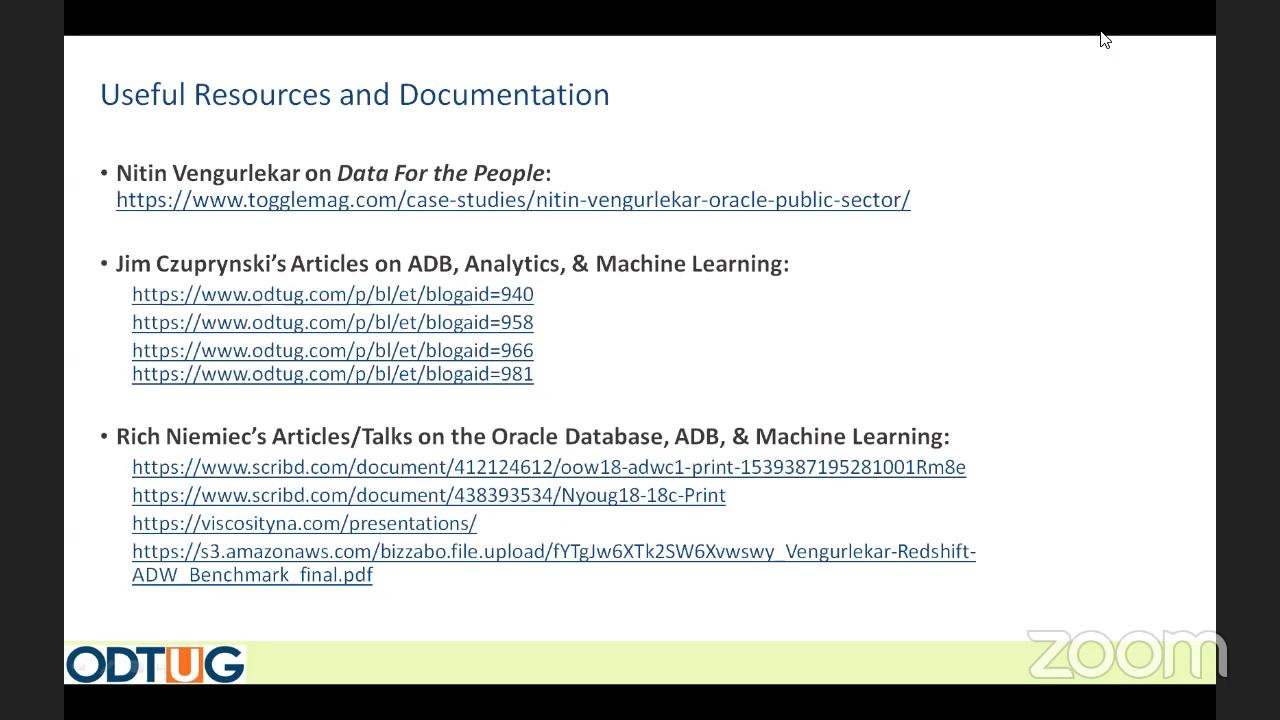 Useful Resources and Documentation
• Nitin Vengurlekar on Data For the People:
https://www.togglemag.com/case-studies/nitin-vengurlekar-oracle-public-sector/
• Jim Czuprynski’s Articles on ADB, Analytics, & Machine Learning:
https://www.odtug.com/p/bl/et/blogaid=940
https://www.odtug.com/p/bl/et/blogaid=958
https://www.odtug.com/p/bl/et/blogaid=966
https://www.odtug.com/p/bl/et/blogaid=981
• Rich Niemiec’s Articles/Talks on the Oracle Database, ADB, & Machine Learning:
https://www.scribd.com/document/412124612/oow18-adwc1-print-1539387195281001Rm8e
https://www.scribd.com/document/438393534/Nyoug18-18c-Print
https://viscosityna.com/presentations/
https://s3.amazonaws.com/bizzabo.file.upload/fYTgJw6XTk2SW6Xvwswy_Vengurlekar-Redshift-
ADW_Benchmark_final.pdf
ODTUG
zoom